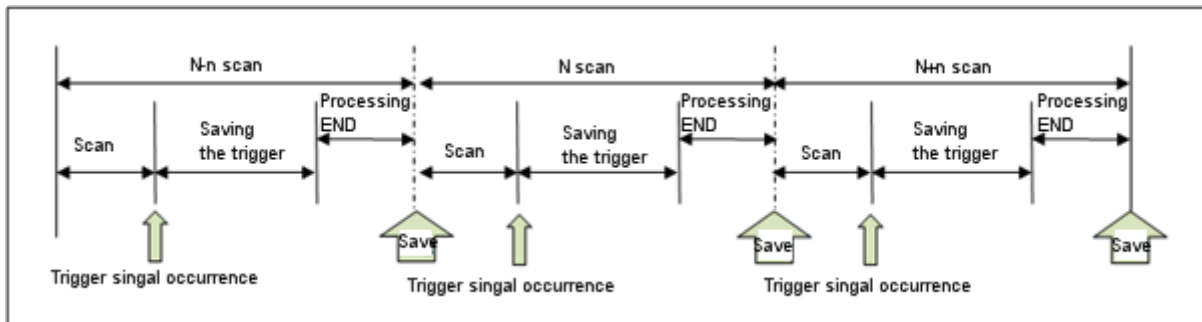 N-n scan
N scan
N+n scan
Processing
END
Processing
END
Processing
END
Scan
Saving
the trigger
Scan
Saving
the trigger
Scan
Saving
the trigger
Save
Save
Save
Trigger singal occurrence
Trigger singal occurrence
Trigger singal occurrence